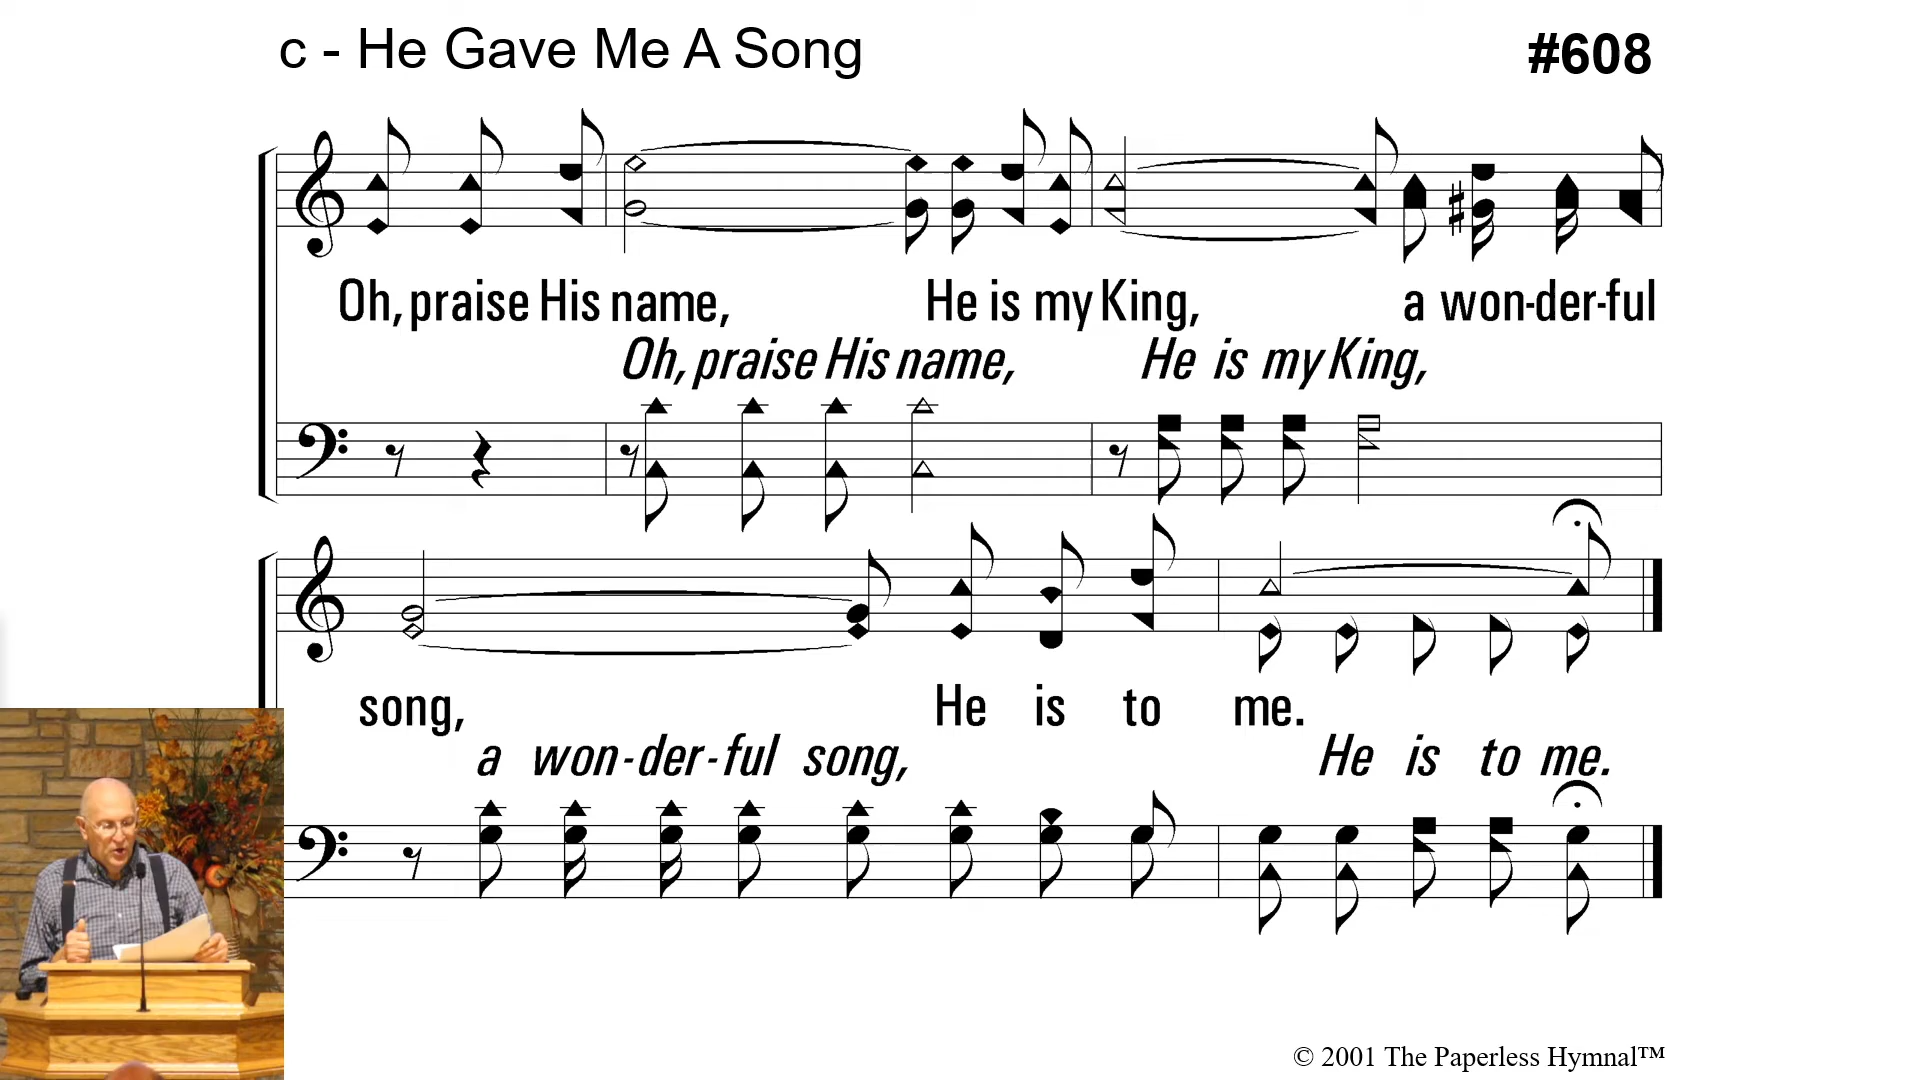 c - He Gave Me A Song #608
Oh, praise His name, He is my King, a won-der-ful
Oh, praise His name, He is my King,
song, He is to me.
a won-der-ful song, He is to me.
© 2001 The Paperless Hymnal™